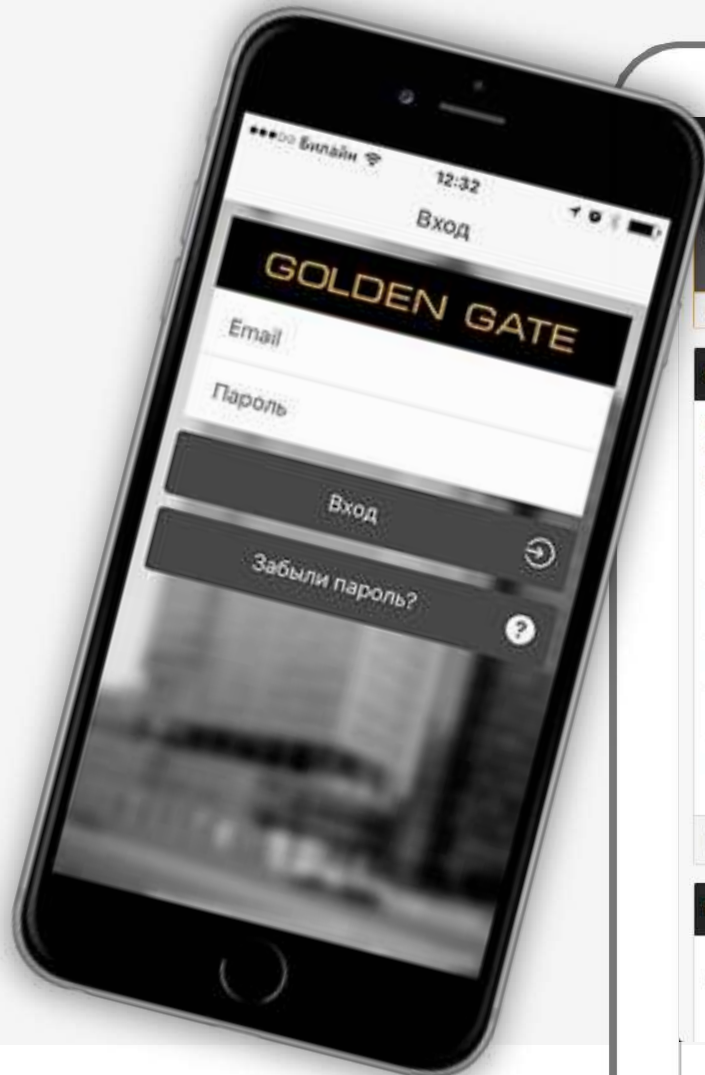 Билайн
12:32
Вход
GOLDEN GATE
Email
Пароль
Вход
Забыли пароль?
?